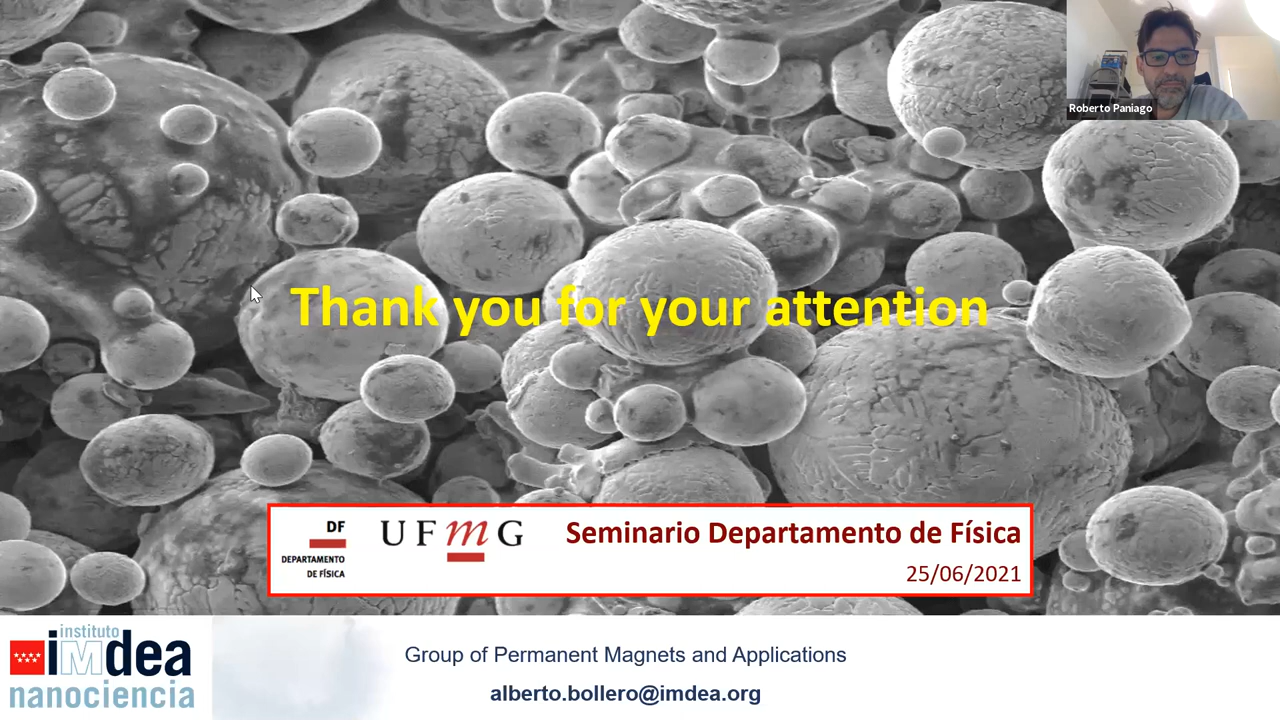 Roberto Paniago
Thank you for your attention
DF
DEPARTAMENTO
DE FÍSICA
UFmG
Seminario Departamento de Física
25/06/2021
instituto
imdea
nanociencia
Group of Permanent Magnets and Applications
alberto.bollero@imdea.org